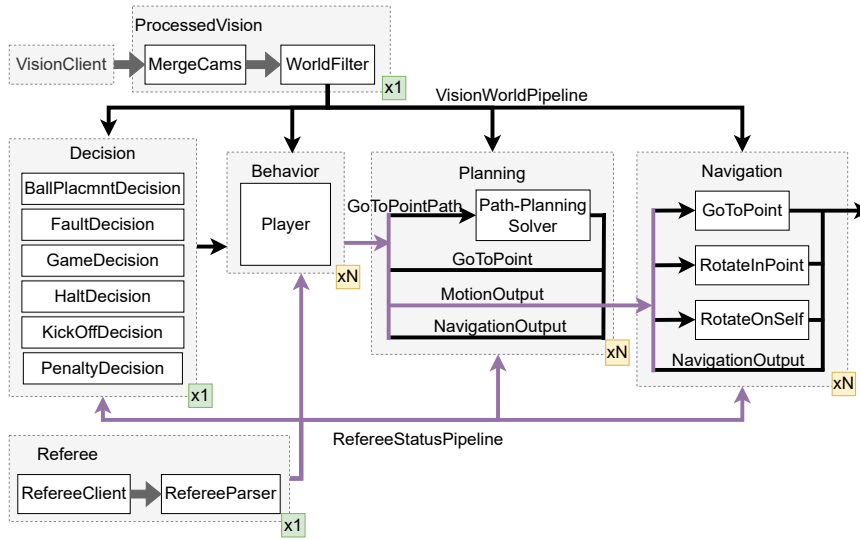 ProcessedVision
VisionClient
MergeCams
WorldFilter
x1
VisionWorldPipeline
Decision
BallPlacmntDecision
FaultDecision
GameDecision
HaltDecision
KickOffDecision
PenaltyDecision
x1
Behavior
Player
xN
Planning
GoToPointPath
Path-Planning
Solver
GoToPoint
MotionOutput
NavigationOutput
xN
Navigation
GoToPoint
RotateInPoint
RotateOnSelf
NavigationOutput
xN
RefereeStatusPipeline
Referee
RefereeClient
RefereeParser
x1